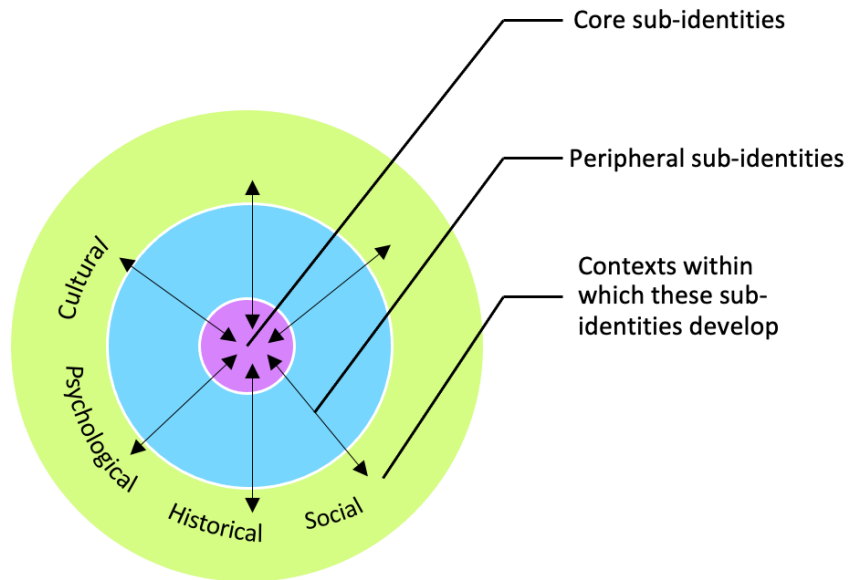 Core sub-identities
Peripheral sub-identities
Contexts within
which these sub-
identities develop
Cultural
Psychological
Historical
Social